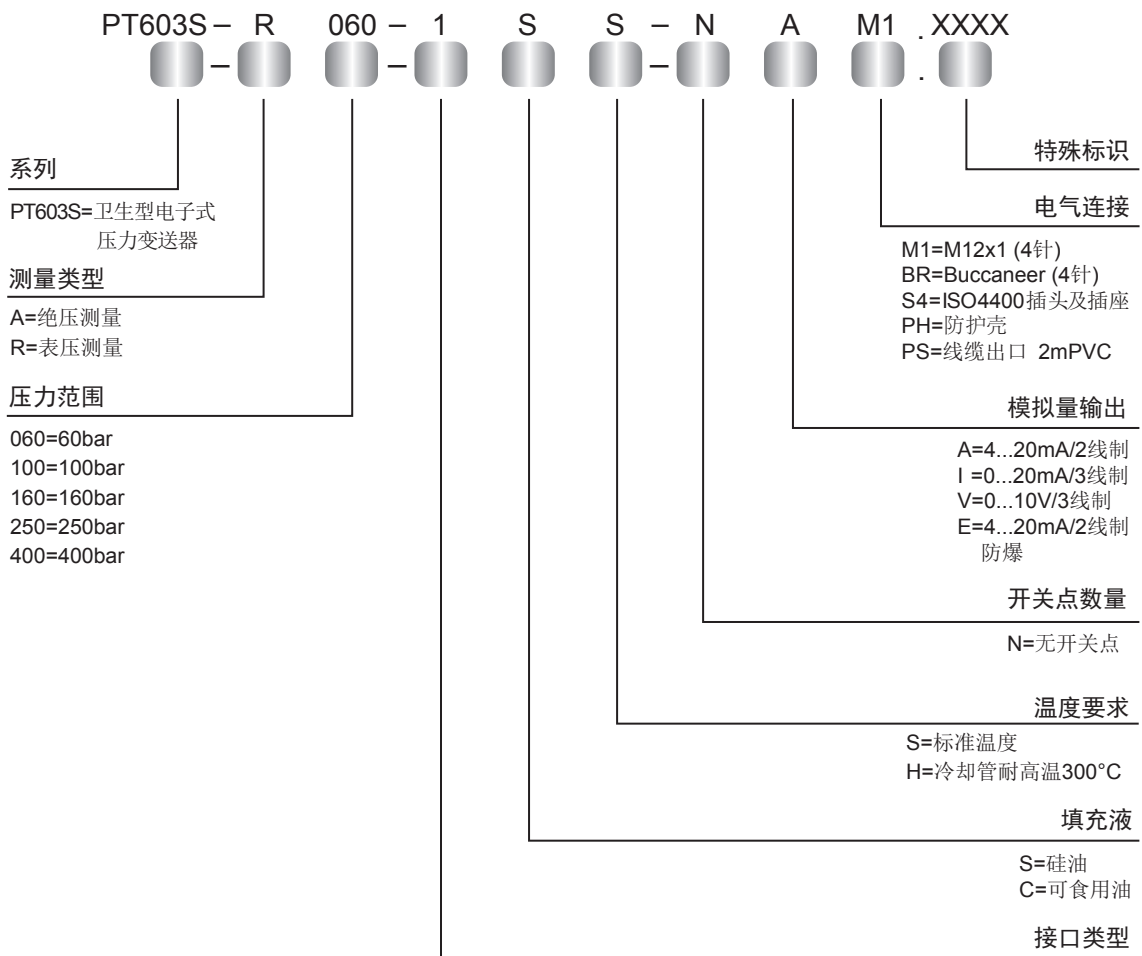 PT603S – R 060 – 1 S S – N A M1 . XXXX
– – – .
系列
PT603S=卫生型电子式
压力变送器
测量类型
A=绝压测量
R=表压测量
压力范围
060=60bar
100=100bar
160=160bar
250=250bar
400=400bar
特殊标识
电气连接
M1=M12x1 (4针)
BR=Buccaneer (4针)
S4=ISO4400插头及插座
PH=防护壳
PS=线缆出口 2mPVC
模拟量输出
A=4...20mA/2线制
I =0...20mA/3线制
V=0...10V/3线制
E=4...20mA/2线制
防爆
开关点数量
N=无开关点
温度要求
S=标准温度
H=冷却管耐高温300°C
填充液
S=硅油
C=可食用油
接口类型